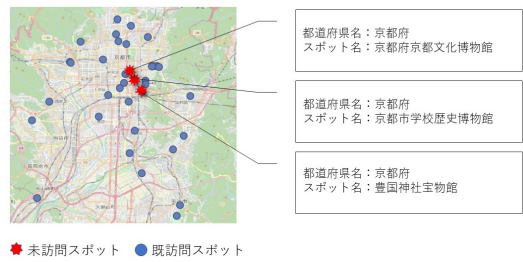 都道府県名：京都府
スポット名：京都府京都文化博物館
都道府県名：京都府
スポット名：京都市学校歴史博物館
都道府県名：京都府
スポット名：豊国神社宝物館
京都市
未訪問スポット
既訪問スポット